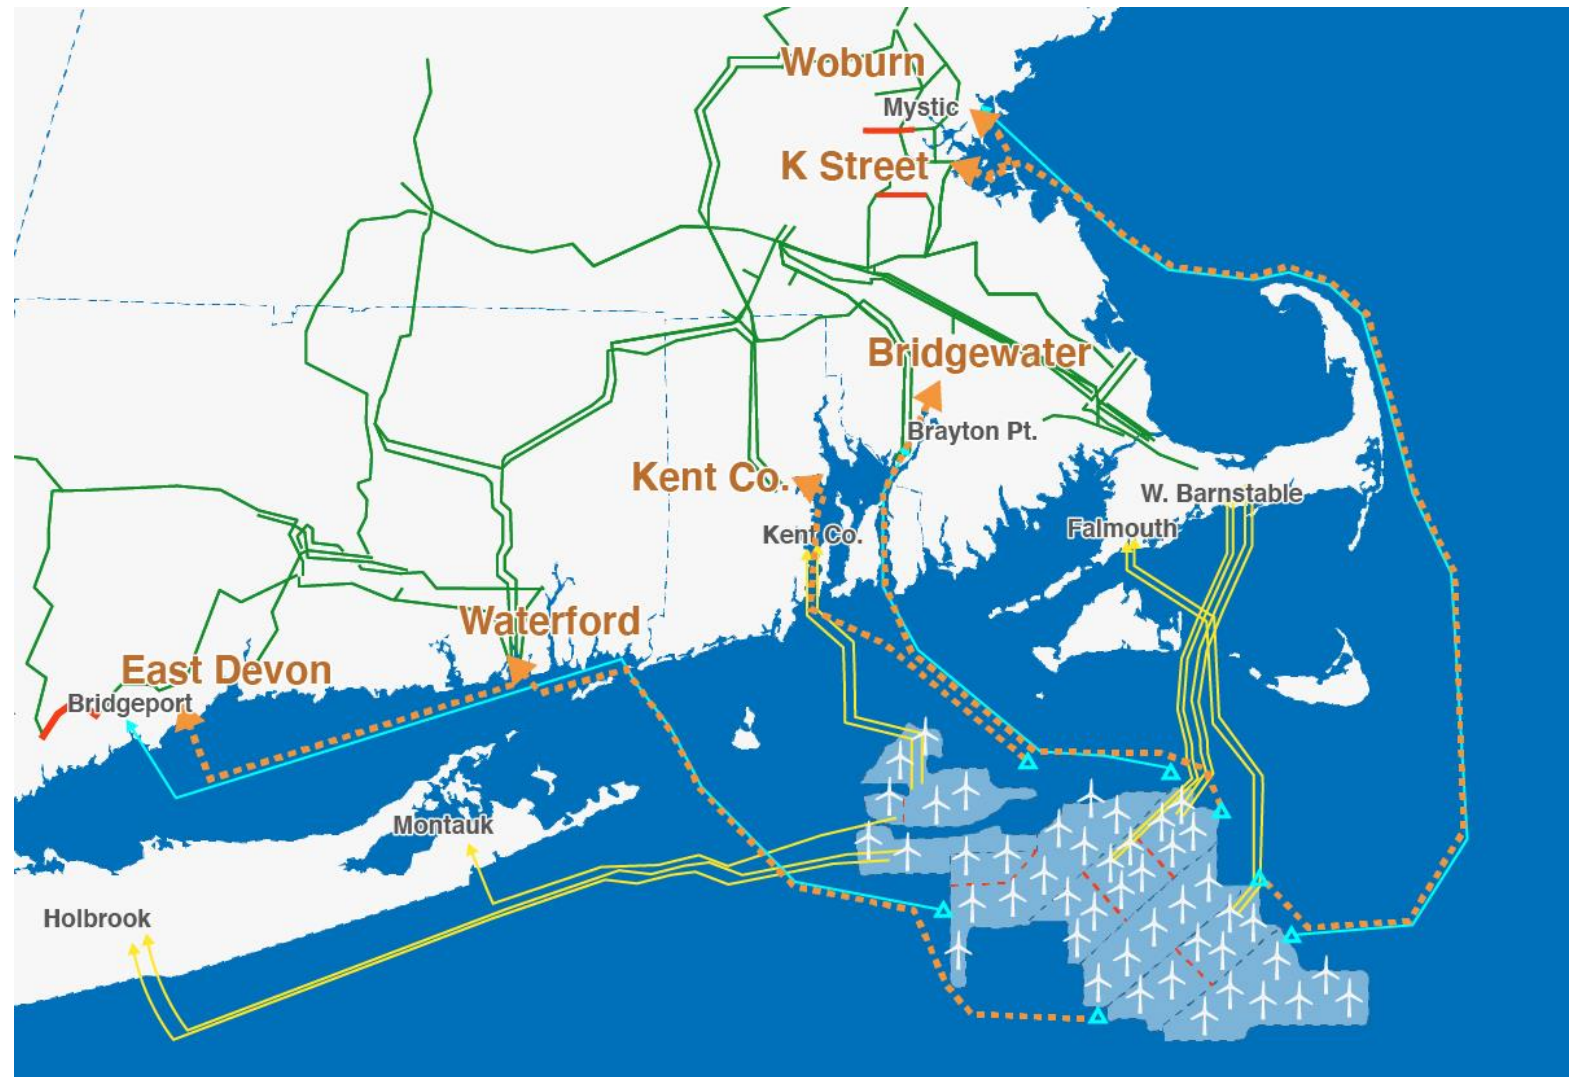 Woburn
Mystic
K Street
Bridgewater
Brayton Pt.
Kent Co.
W. Barnstable
Falmouth
Kent Co.
Waterford
East Devon
Bridgeport
Montauk
Holbrook